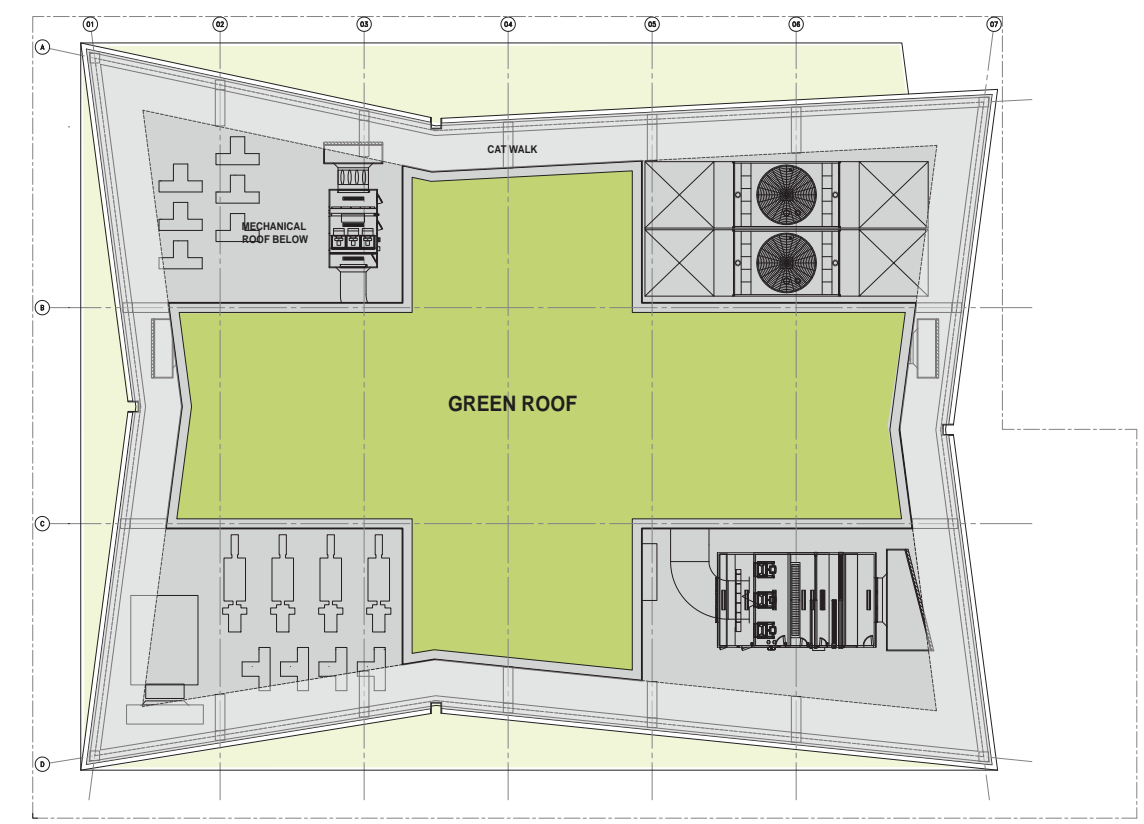 01 02 03 04 05 06 07
A
CAT WALK
MECHANICAL
ROOF BELOW
B
GREEN ROOF
C
D